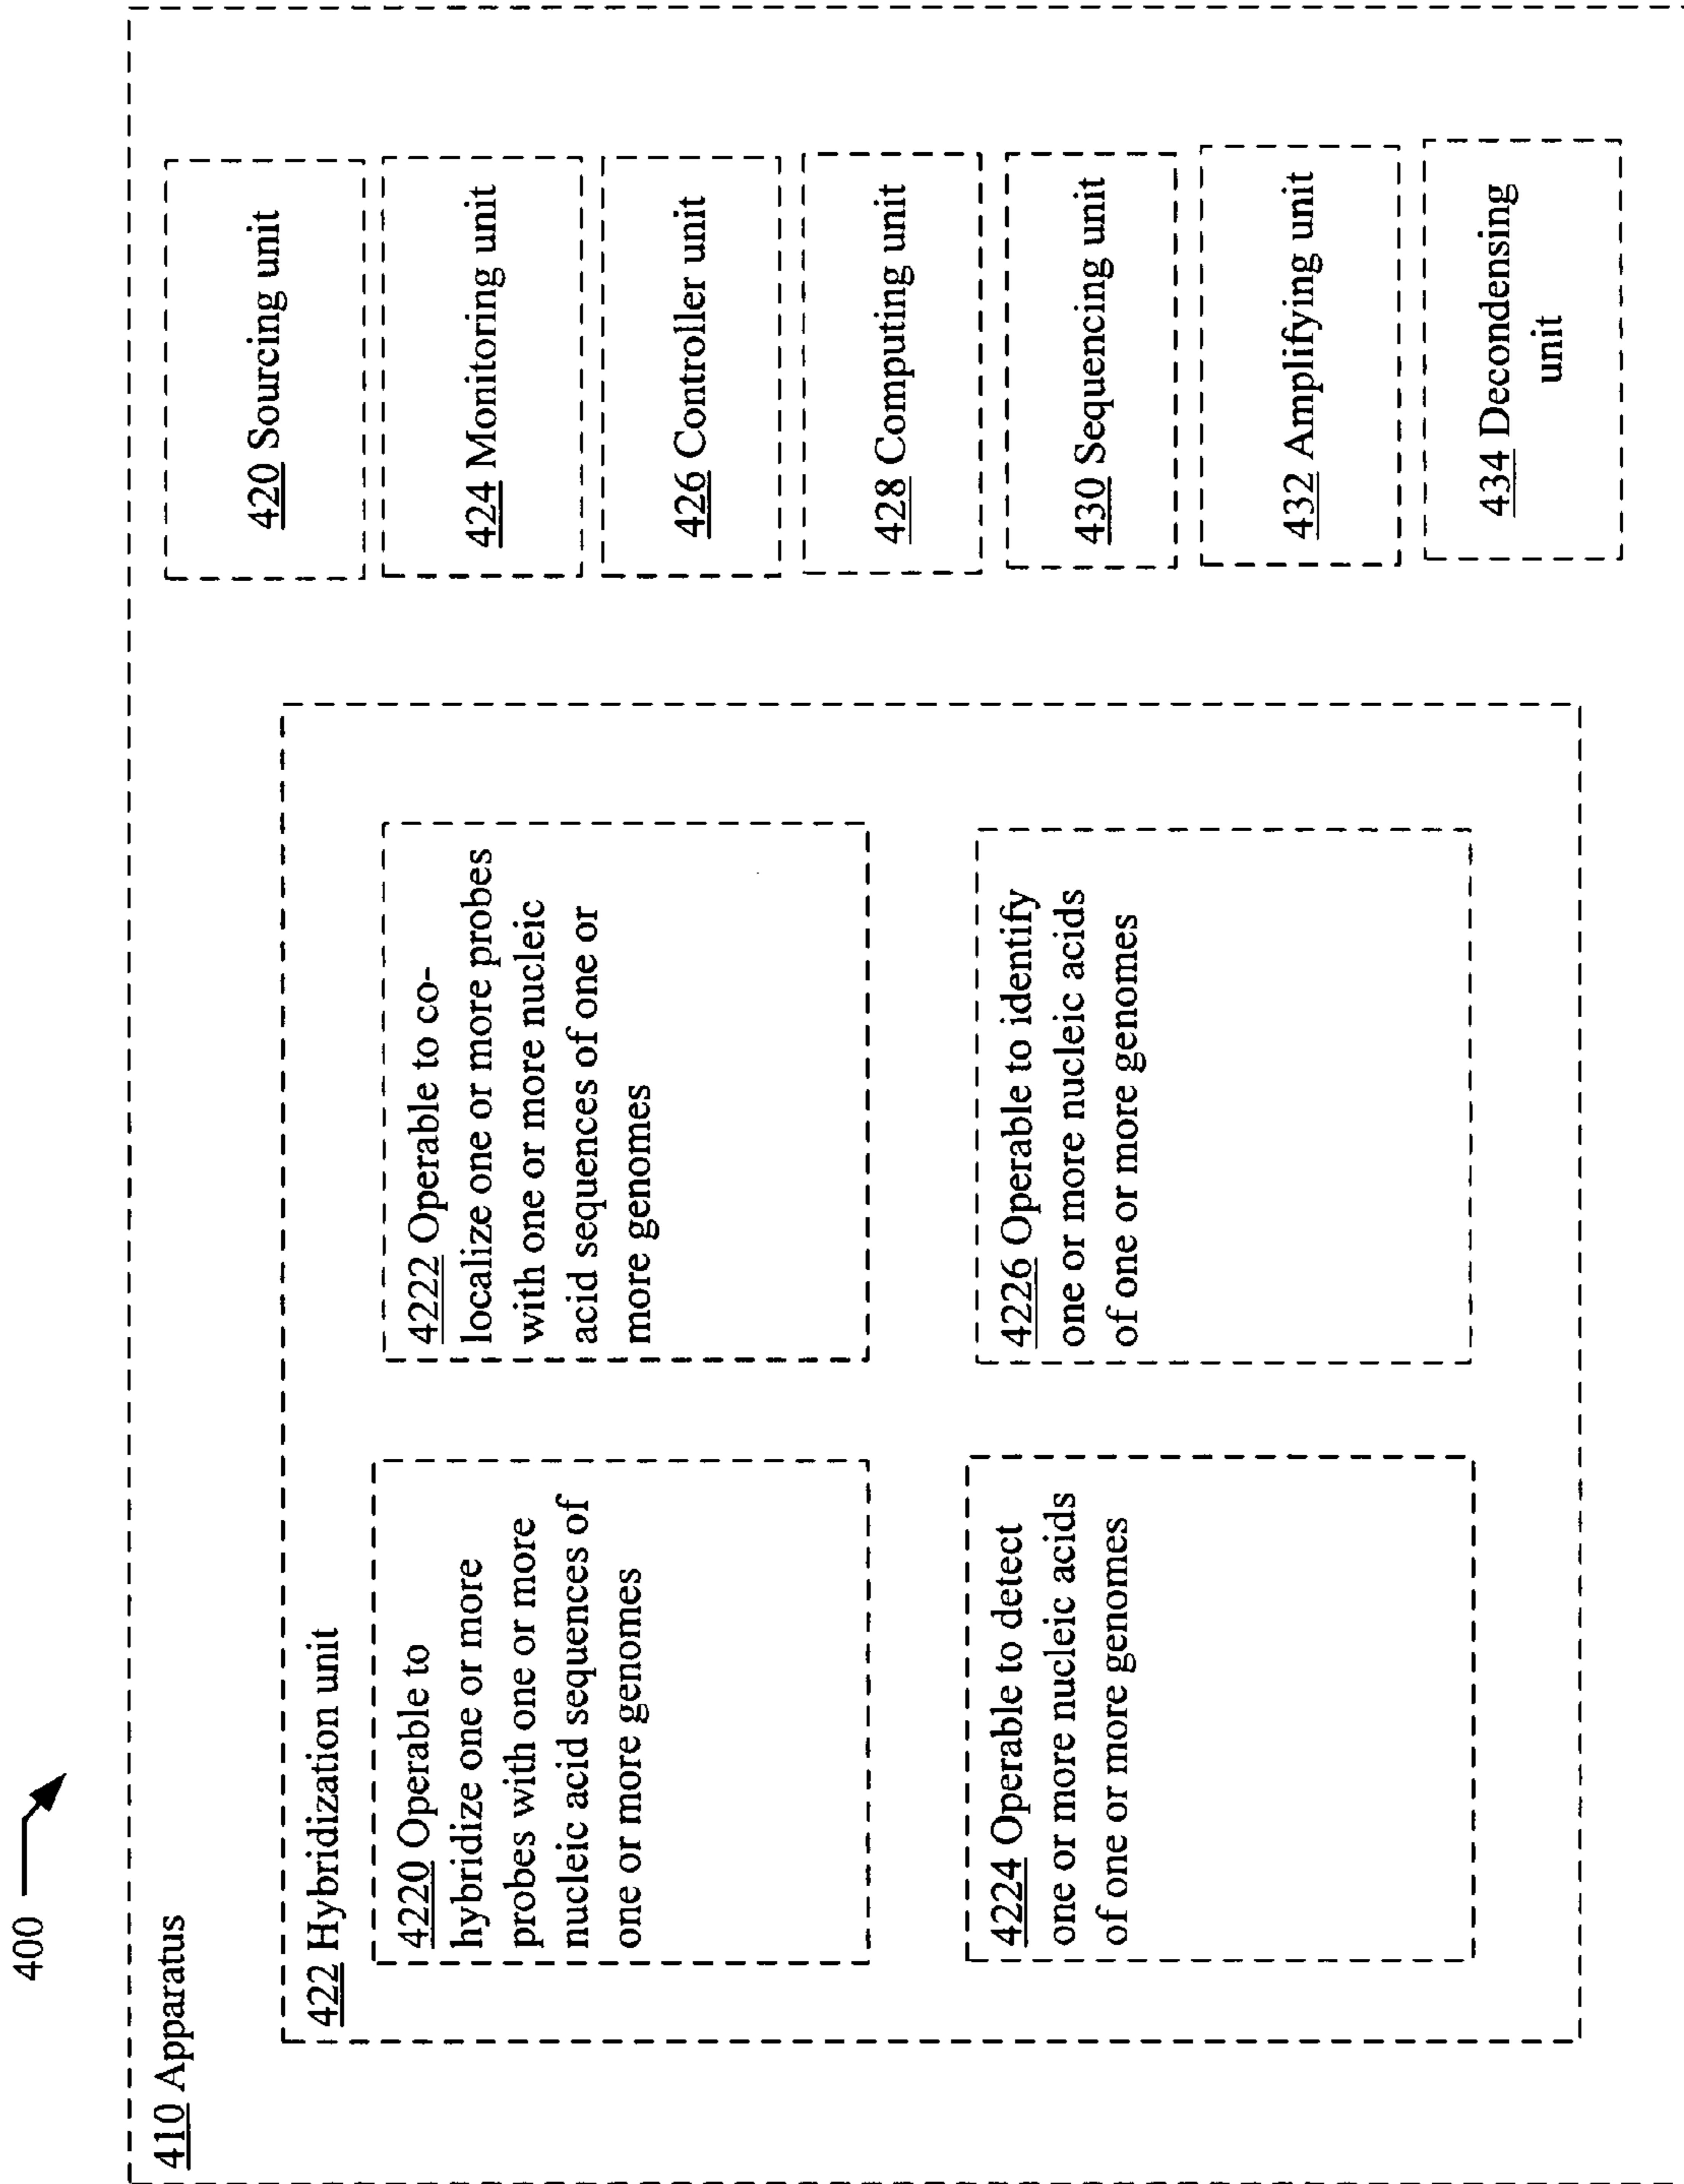 400
410 Apparatus
422 Hybridization unit
4220 Operable to
hybridize one or more
probes with one or more
nucleic acid sequences of
one or more genomes
4222 Operable to co-
localize one or more probes
with one or more nucleic
acid sequences of one or
more genomes
4224 Operable to detect
one or more nucleic acids
of one or more genomes
4226 Operable to identify
one or more nucleic acids
of one or more genomes
420 Sourcing unit
424 Monitoring unit
426 Controller unit
428 Computing unit
430 Sequencing unit
432 Amplifying unit
434 Decondensing
unit